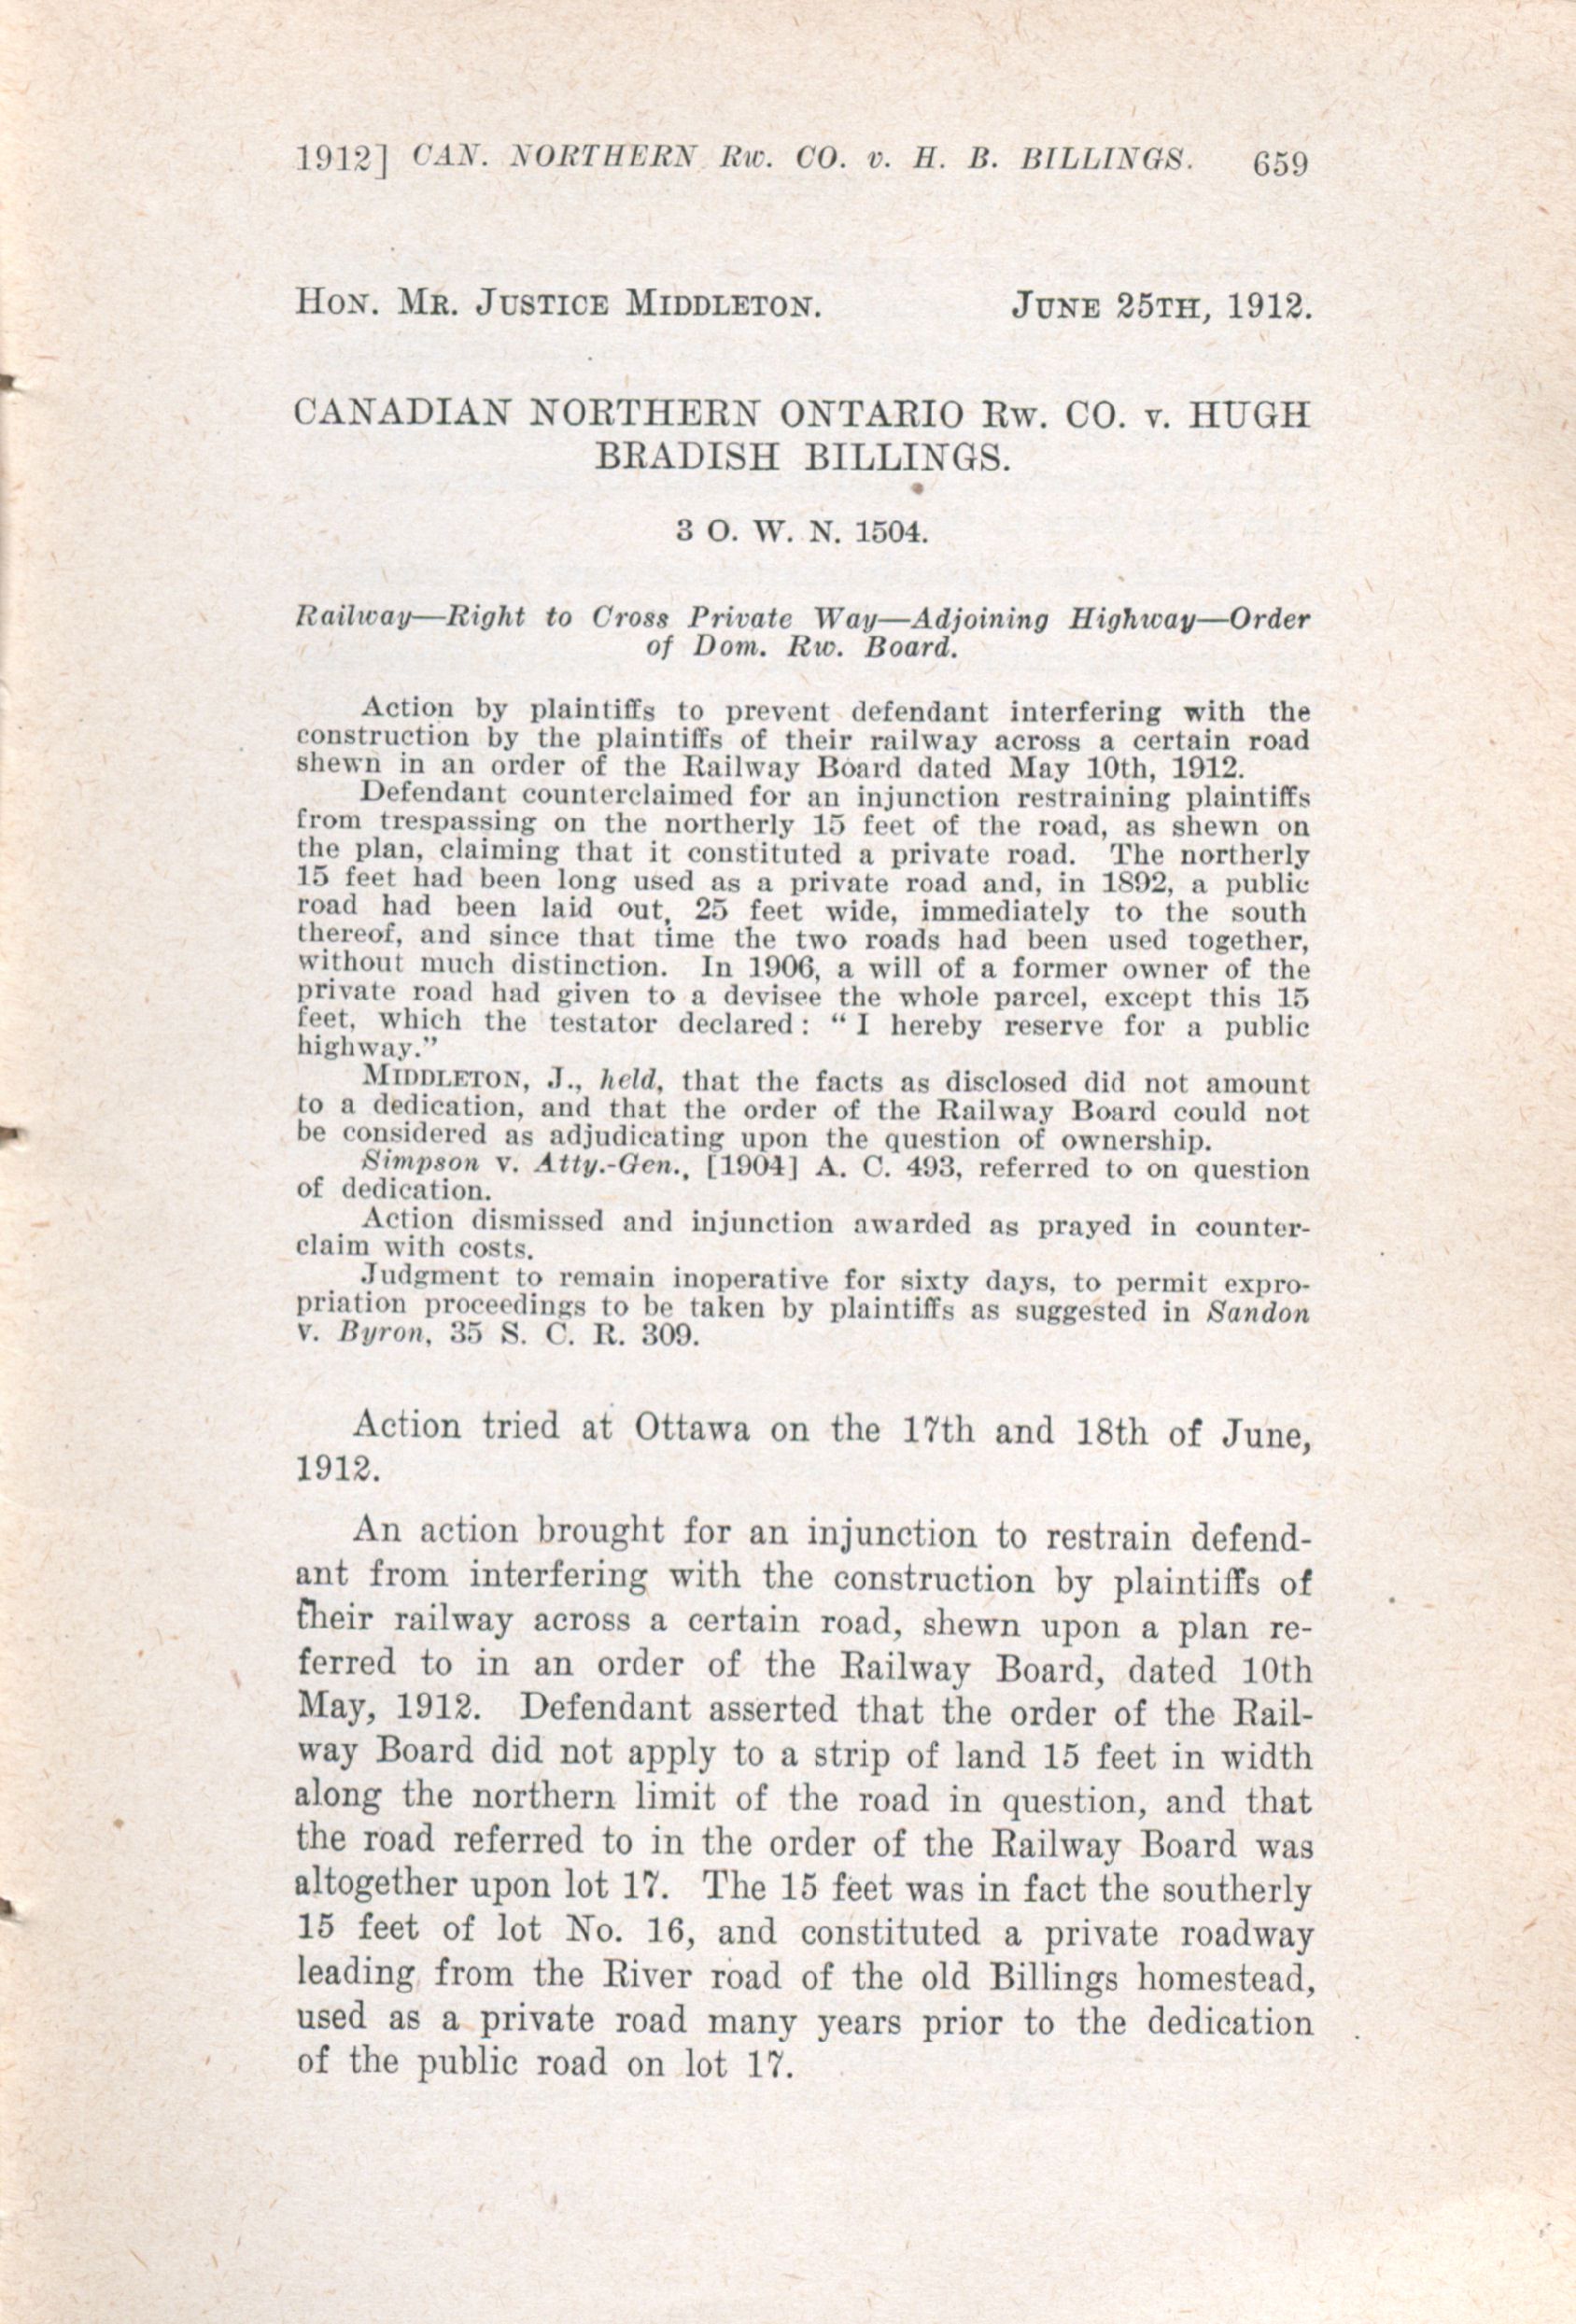 1912] CAN. NORTHERN Rw. CO. v. H. B. BILLINGS. 659
HON. MR. JUSTICE MIDDLETON. JUNE 25TH, 1912.
CANADIAN NORTHERN ONTARIO RW. CO. v. HUGH
BRADISH BILLINGS.
3 O. W. N. 1504.
Railway—Right to Cross Private Way—Adjoining Highway—Order
of Dom. Rw. Board.
Action by plaintiffs to prevent defendant interfering with the
construction by the plaintiffs of their railway across a certain road
shewn in an order of the Railway Board dated May 10th, 1912.
Defendant counterclaimed for an injunction restraining plaintiffs
from trespassing on the northerly 15 feet of the road, as shewn on
the plan, claiming that it constituted a private road. The northerly
15 feet had been long used as a private road and, in 1892, a public
road had been laid out, 25 feet wide, immediately to the south
thereof, and since that time the two roads had been used together,
without much distinction. In 1906, a will of a former owner of the
private road had given to a devisee the whole parcel, except this 15
feet, which the testator declared: “ I hereby reserve for a public
highway.”
MIDDLETON, J., held, that the facts as disclosed did not amount
to a dedication, and that the order of the Railway Board could not
be considered as adjudicating upon the question of ownership.
Simpson v. Atty.-Gen., [1904] A. C. 493, referred to on question
of dedication.
Action dismissed and injunction awarded as prayed in counter-
claim with costs.
Judgment to remain inoperative for sixty days, to permit expro-
priation proceedings to be taken by plaintiffs as suggested in Sandon
v. Byron, 35 S. C. R. 309.
Action tried at Ottawa on the 17th and 18th of June,
1912.
An action brought for an injunction to restrain defend-
ant from interfering with the construction by plaintiffs of
their railway across a certain road, shewn upon a plan re-
ferred to in an order of the Railway Board, dated 10th
May, 1912. Defendant asserted that the order of the Rail-
way Board did not apply to a strip of land 15 feet in width
along the northern limit of the road in question, and that
the road referred to in the order of the Railway Board was
altogether upon lot 17. The 15 feet was in fact the southerly
15 feet of lot No. 16, and constituted a private roadway
leading from the River road of the old Billings homestead,
used as a private road many years prior to the dedication
of the public road on lot 17.